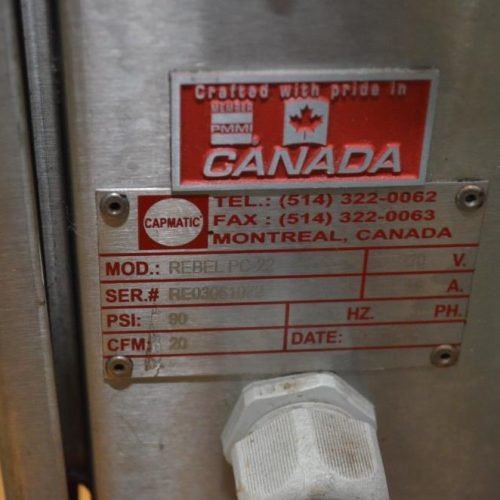 Crafted with pride in
PMMI
CANADA
CAPMATIC
TEL.: (514) 322-0062
FAX : (514) 322-0063
MONTREAL, CANADA
MOD.: REBEL PC 22 V.
SER.# A.
PSI: 90 HZ. PH.
CFM: 20 DATE: